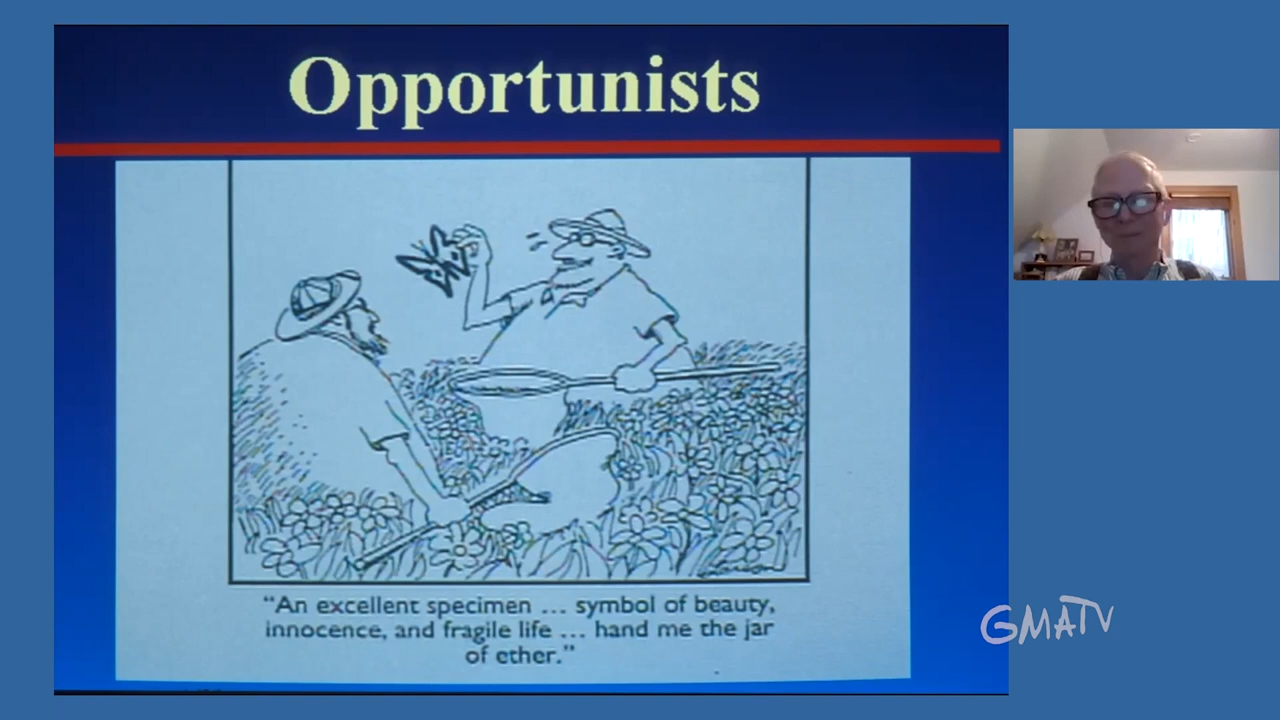 Opportunists
"An excellent specimen ... symbol of beauty,
innocence, and fragile life ... hand me the jar
of ether."
GMATV